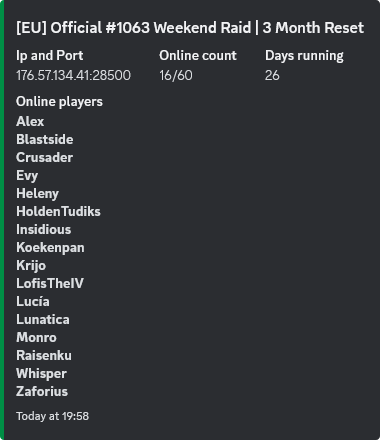 [EU] Official #1063 Weekend Raid | 3 Month Reset
Ip and Port Online count Days running
176.57.134.41:28500 16/60 26
Online players
Alex
Blastside
Crusader
Evy
Heleny
HoldenTudiks
Insidious
Koekenpan
Krijo
LofisTheIV
Lucía
Lunatica
Monro
Raisenku
Whisper
Zaforius
Today at 19:58